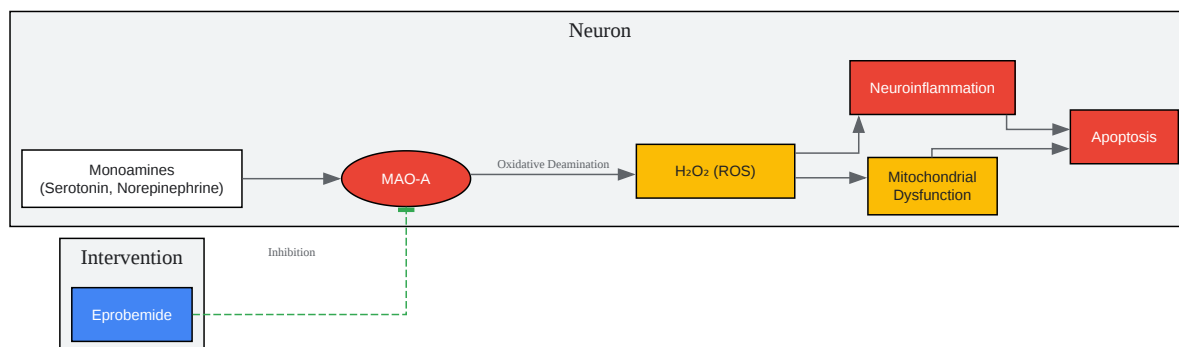 Neuron
Neuroinflammation
Apoptosis
Monoamines
(Serotonin, Norepinephrine)
MAO-A
Oxidative Deamination
H₂O₂ (ROS)
Mitochondrial
Dysfunction
Intervention
Inhibition
Eprobemide